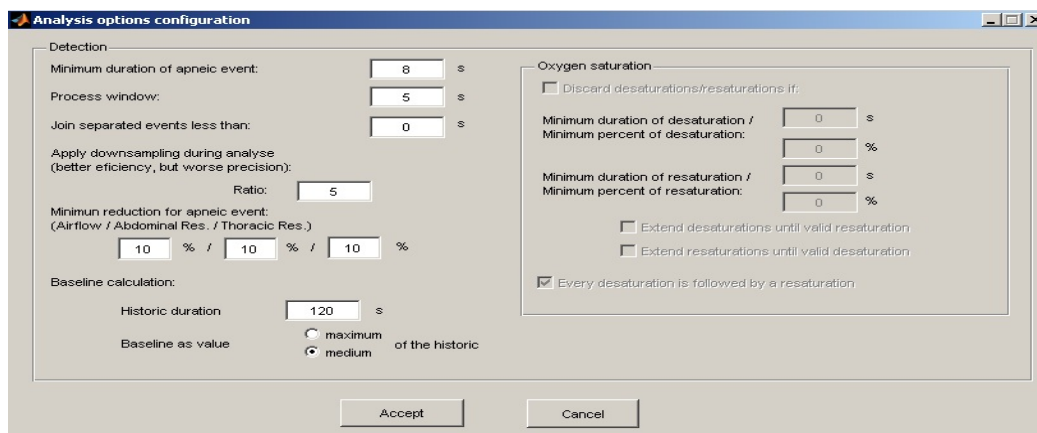 Analysis options configuration
Detection
Minimum duration of apneic event: 8 s
Process window: 5 s
Join separated events less than: 0 s
Apply downsampling during analyse
(better eficiency, but worse precision):
Ratio: 5
Minimun reduction for apneic event:
(Airflow / Abdominal Res. / Thoracic Res.)
10 % / 10 % / 10 %
Baseline calculation:
Historic duration 120 s
Baseline as value
maximum
medium
of the historic
Oxygen saturation
Discard desaturations/resaturations if:
Minimum duration of desaturation / 0 s
Minimum percent of desaturation: 0 %
Minimum duration of resaturation / 0 s
Minimum percent of resaturation: 0 %
Extend desaturations until valid resaturation
Extend resaturations until valid desaturation
Every desaturation is followed by a resaturation
Accept
Cancel